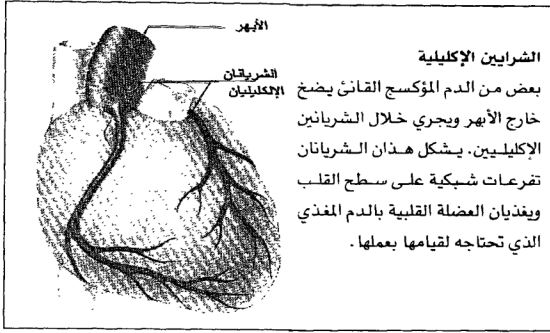 الأبهر
الشريانان
الإكليليان
الشرايين الإكليلية
بعض من الدم المؤكسج القانئ يضخ
خارج الأبهر ويجري خلال الشريانين
الإكليليين. يشكل هذان الشريانان
تفرعات شبكية على سطح القلب
ويغذيان العضلة القلبية بالدم المغذي
الذي تحتاجه لقيامها بعملها.